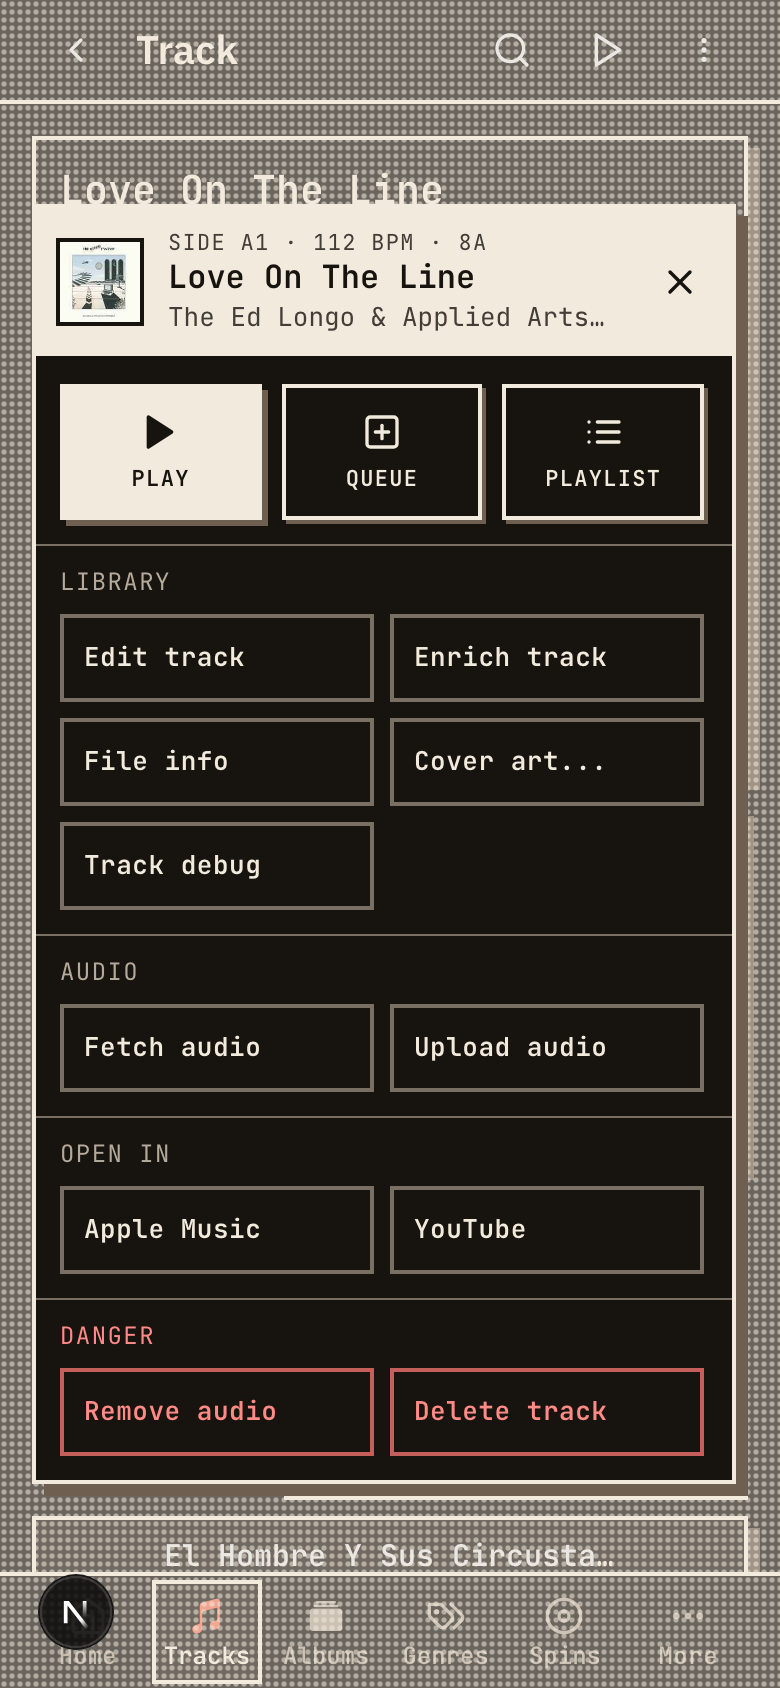 Track
Love On The Line
SIDE A1 · 112 BPM · 8A
Love On The Line
The Ed Longo & Applied Arts…
PLAY
QUEUE
PLAYLIST
LIBRARY
Edit track
Enrich track
File info
Cover art...
Track debug
AUDIO
Fetch audio
Upload audio
OPEN IN
Apple Music
YouTube
DANGER
Remove audio
Delete track
El Hombre Y Sus Circusta…
N
Home
Tracks
Albums
Genres
Spins
More